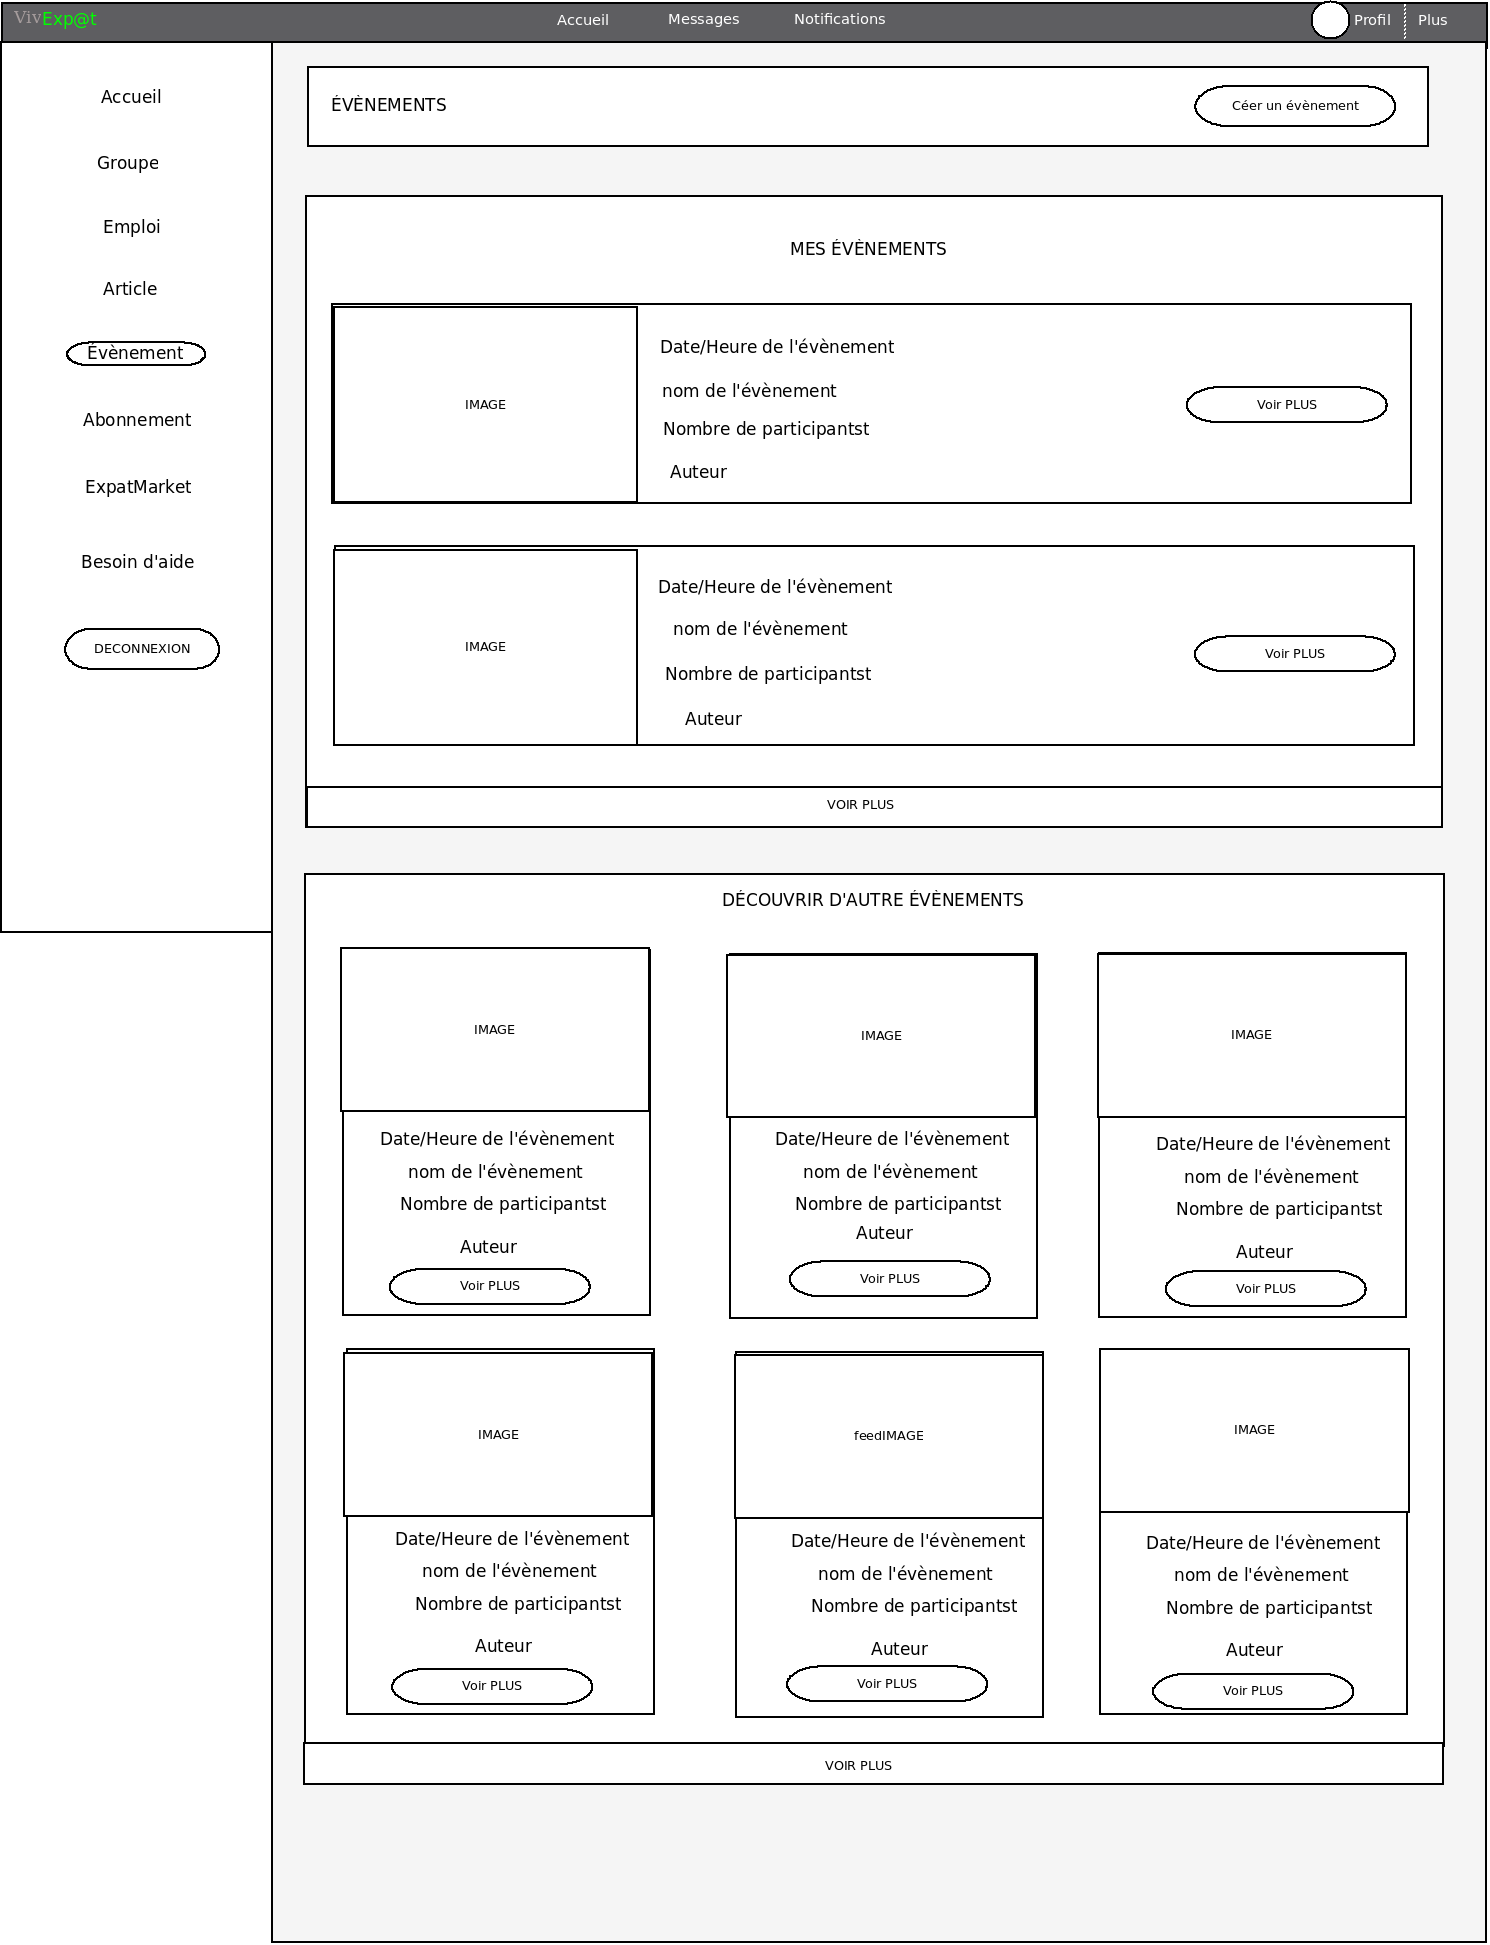 VivExp@t
Accueil
Messages
Notifications
Profil
Plus
Accueil
Groupe
Emploi
Article
Évènement
Abonnement
ExpatMarket
Besoin d'aide
DECONNEXION
ÉVÈNEMENTS
Céer un évènement
MES ÉVÈNEMENTS
IMAGE
Date/Heure de l'évènement
nom de l'évènement
Nombre de participantst
Auteur
Voir PLUS
IMAGE
Date/Heure de l'évènement
nom de l'évènement
Nombre de participantst
Auteur
Voir PLUS
VOIR PLUS
DÉCOUVRIR D'AUTRE ÉVÈNEMENTS
IMAGE
Date/Heure de l'évènement
nom de l'évènement
Nombre de participantst
Auteur
Voir PLUS
IMAGE
Date/Heure de l'évènement
nom de l'évènement
Nombre de participantst
Auteur
Voir PLUS
IMAGE
Date/Heure de l'évènement
nom de l'évènement
Nombre de participantst
Auteur
Voir PLUS
IMAGE
Date/Heure de l'évènement
nom de l'évènement
Nombre de participantst
Auteur
Voir PLUS
feedIMAGE
Date/Heure de l'évènement
nom de l'évènement
Nombre de participantst
Auteur
Voir PLUS
IMAGE
Date/Heure de l'évènement
nom de l'évènement
Nombre de participantst
Auteur
Voir PLUS
VOIR PLUS